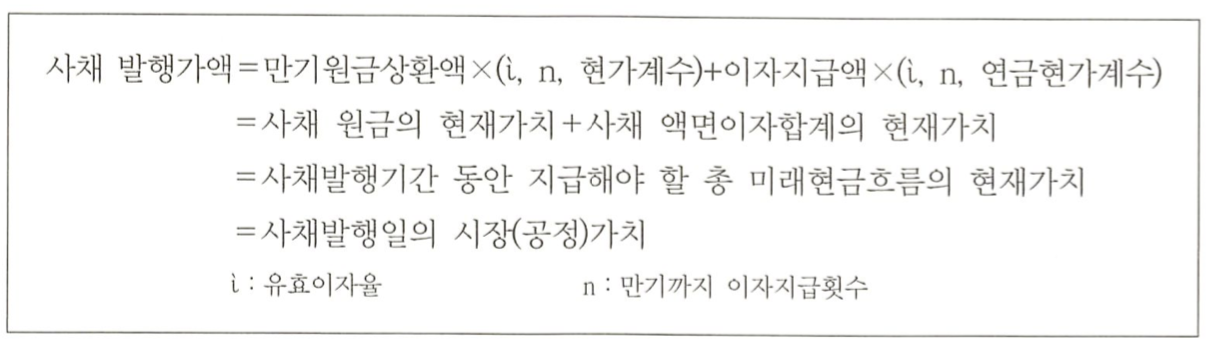 사채 발행가액=만기원금상환액×(i, n, 현가계수)+이자지급액×(i, n, 연금현가계수)
=사채 원금의 현재가치+사채 액면이자합계의 현재가치
=사채발행기간 동안 지급해야 할 총 미래현금흐름의 현재가치
=사채발행일의 시장(공정)가치
i : 유효이자율 n : 만기까지 이자지급횟수